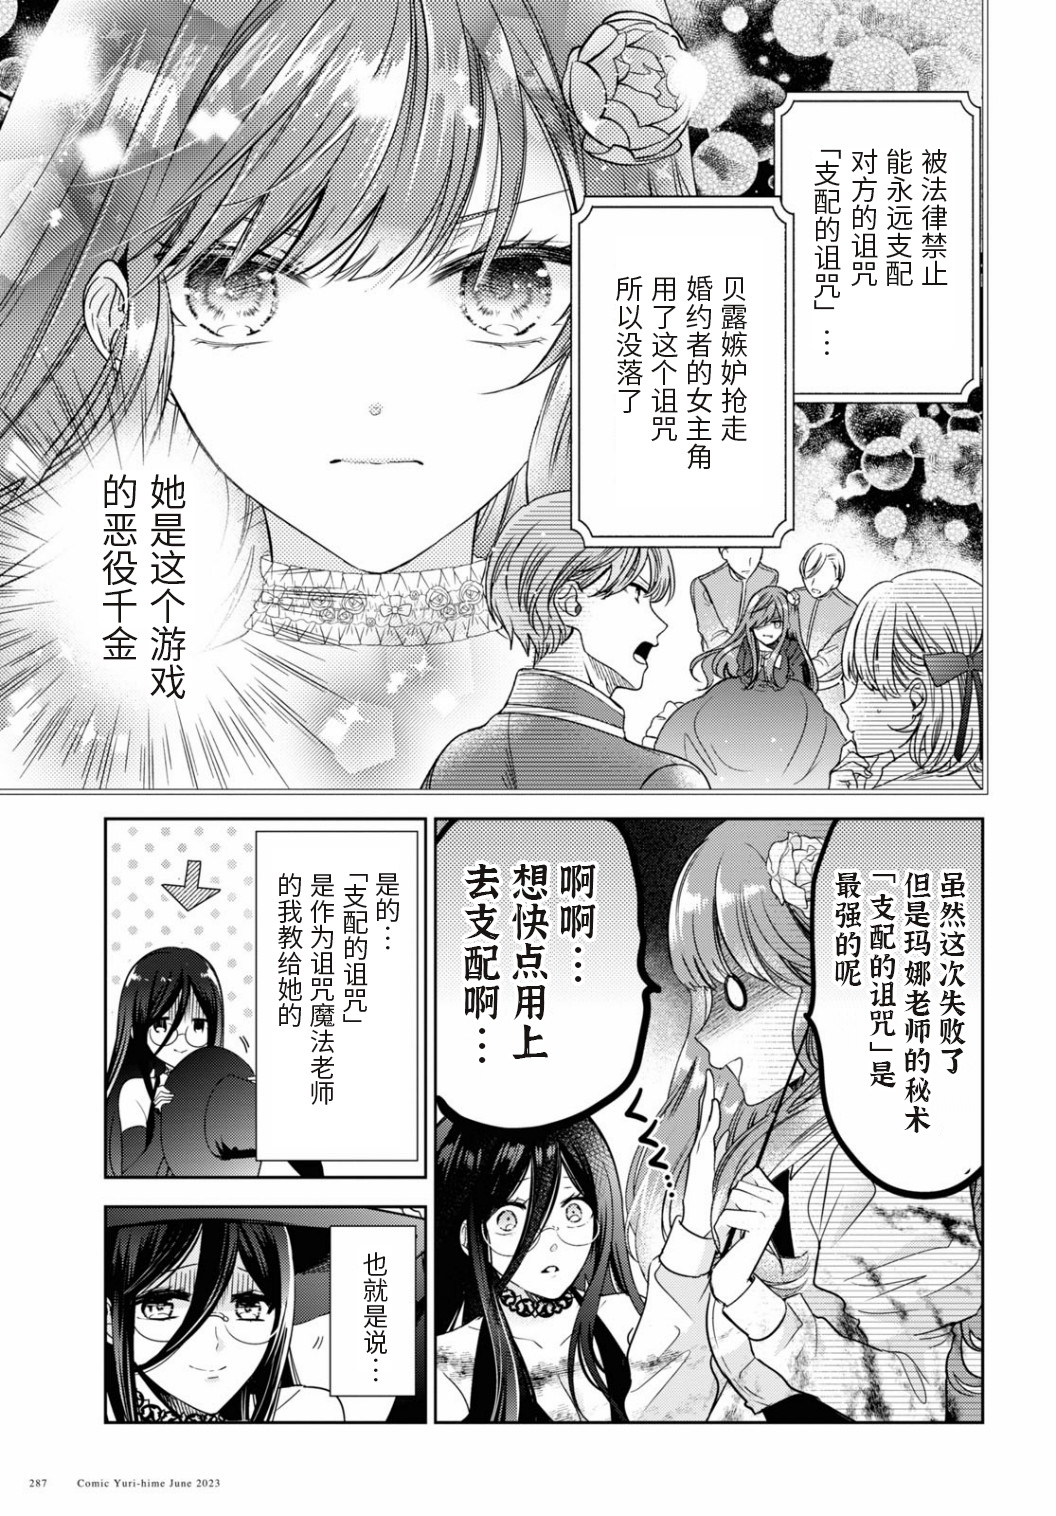 被法律禁止
能永远支配
对方的诅咒
「支配的诅咒」…
贝露嫉妒抢走
婚约者的女主角
用了这个诅咒
所以没落了
她是这个游戏
的恶役千金
虽然这次失败了
但是玛娜老师的秘术
「支配的诅咒」是
最强的呢
啊啊…
想快点用上
去支配啊…
是的…
「支配的诅咒」
是作为诅咒魔法老师
的我教给她的
也就是说…
287 Comic Yuri-hime June 2023